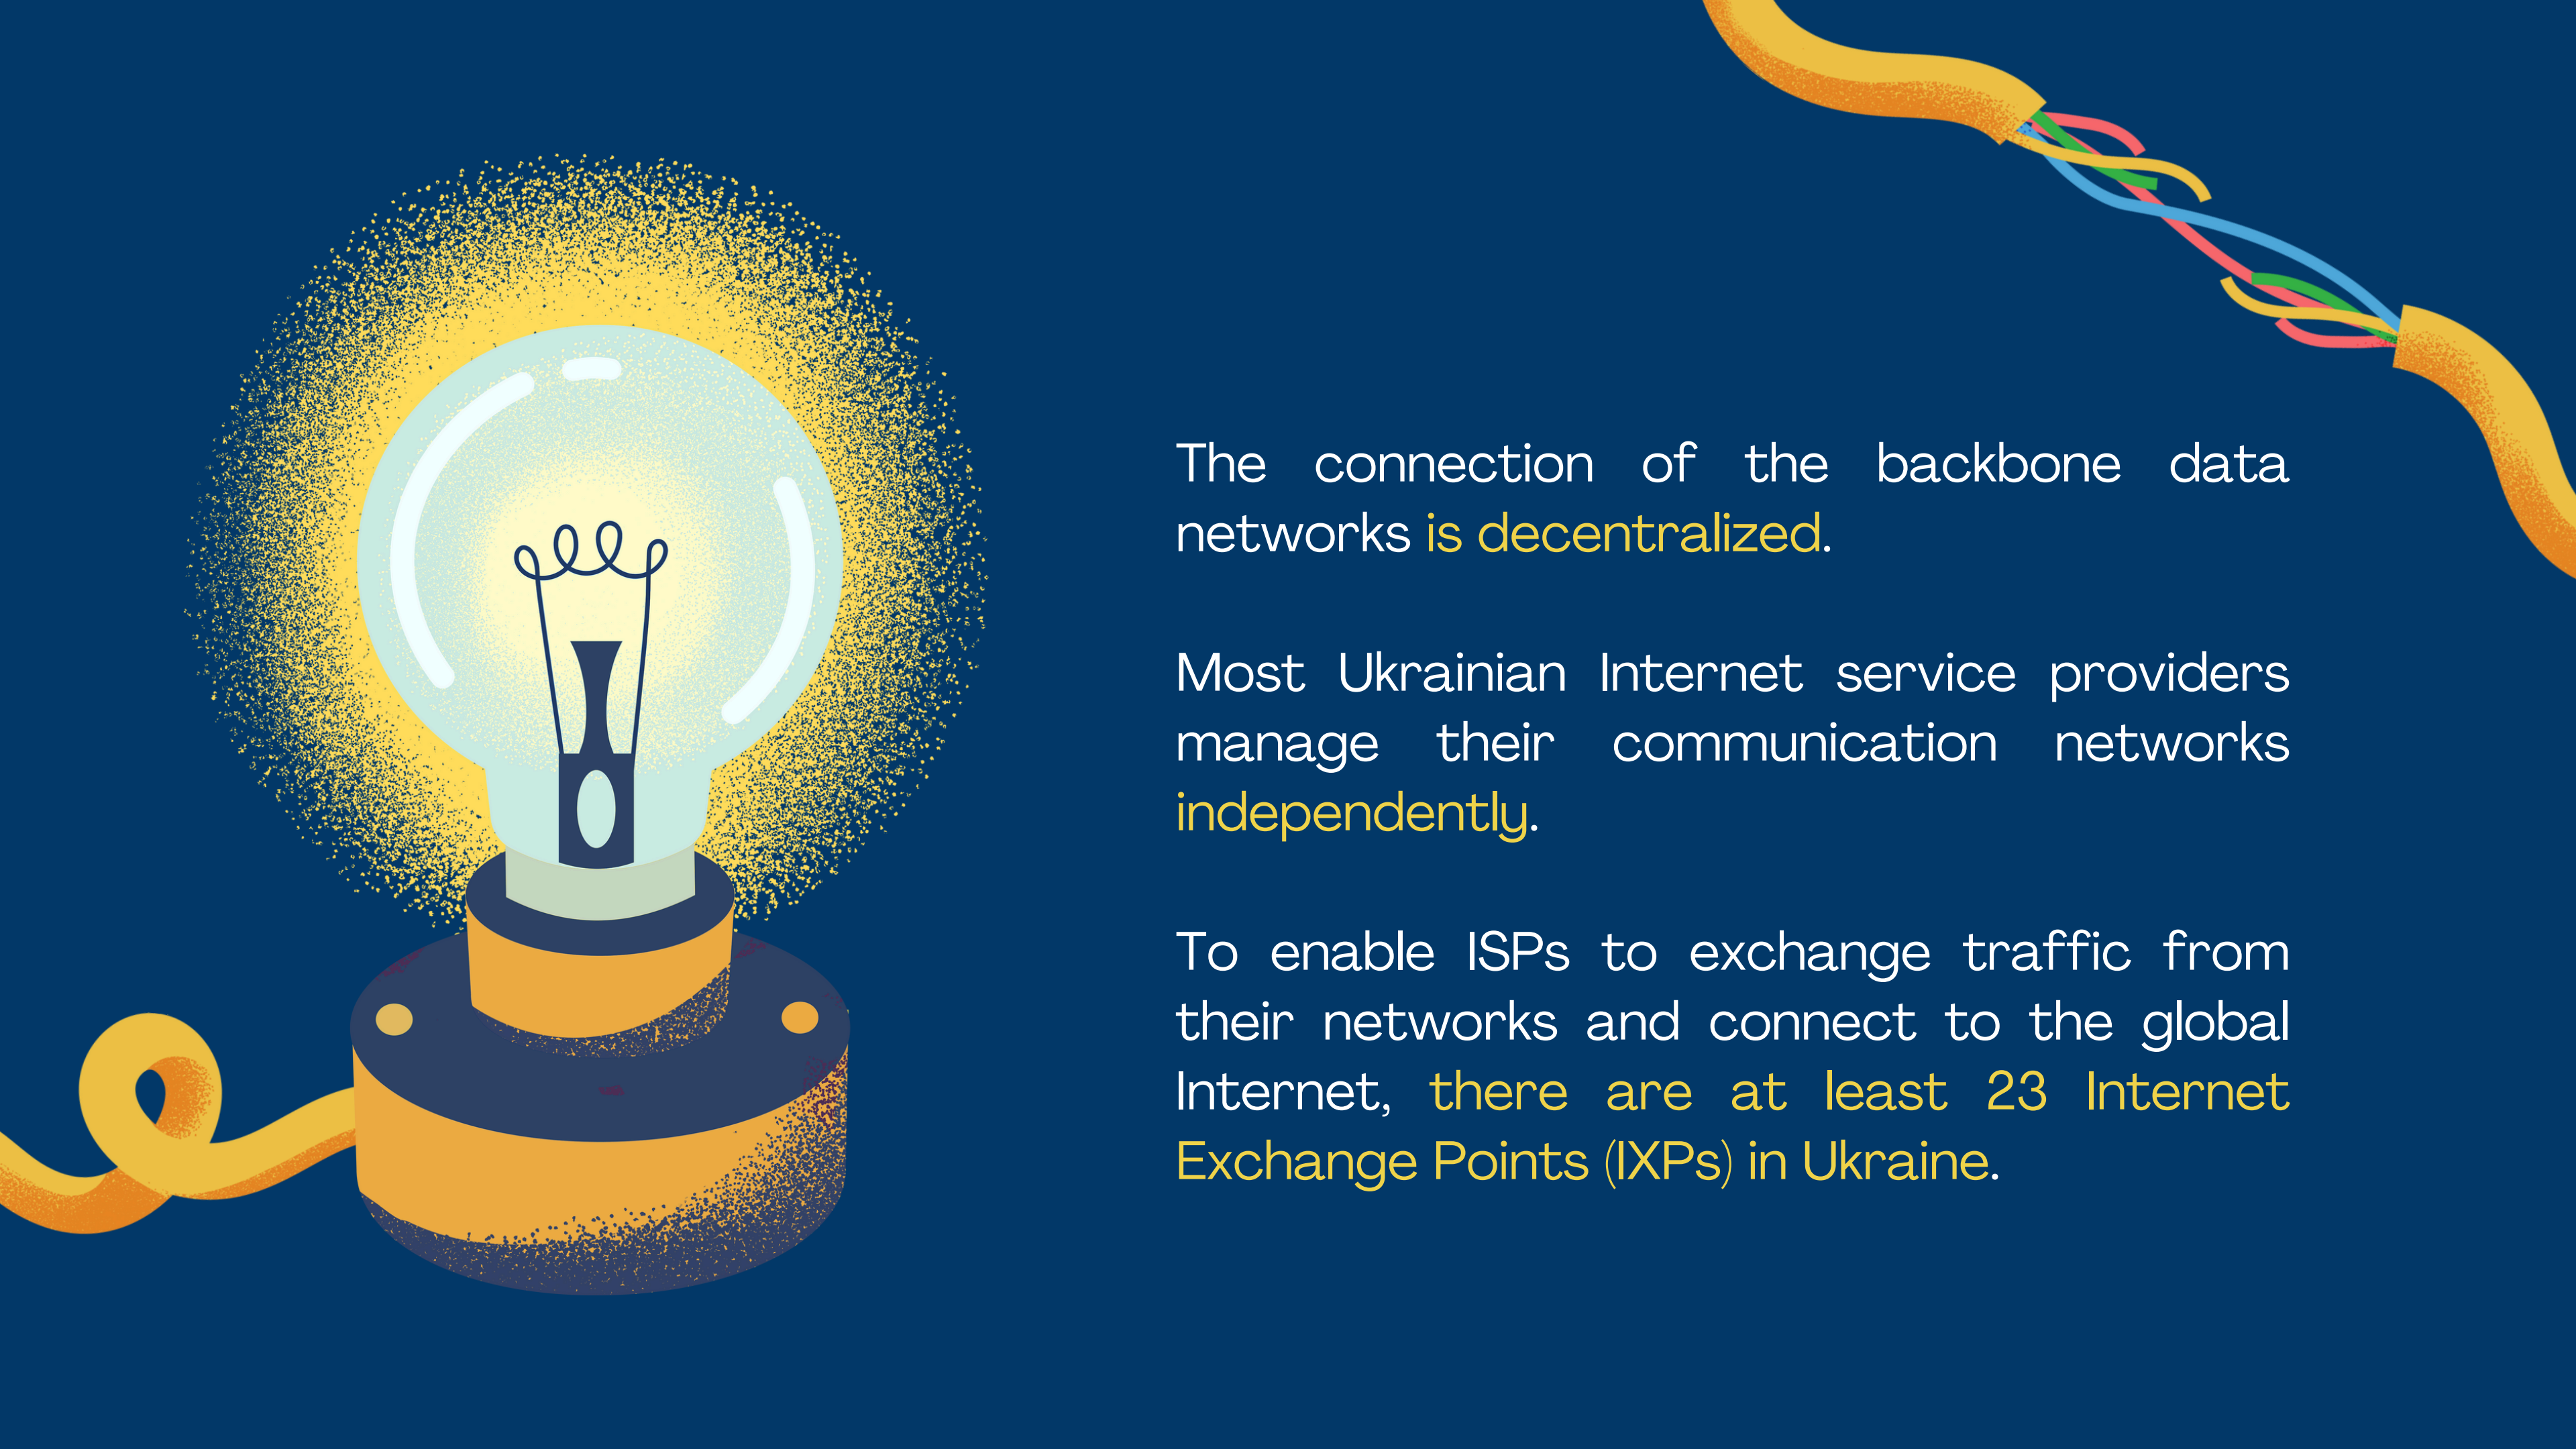 The connection of the backbone data
networks is decentralized.
Most Ukrainian Internet service providers
manage their communication networks
independently.
To enable ISPs to exchange traffic from
their networks and connect to the global
Internet, there are at least 23 Internet
Exchange Points (IXPs) in Ukraine.